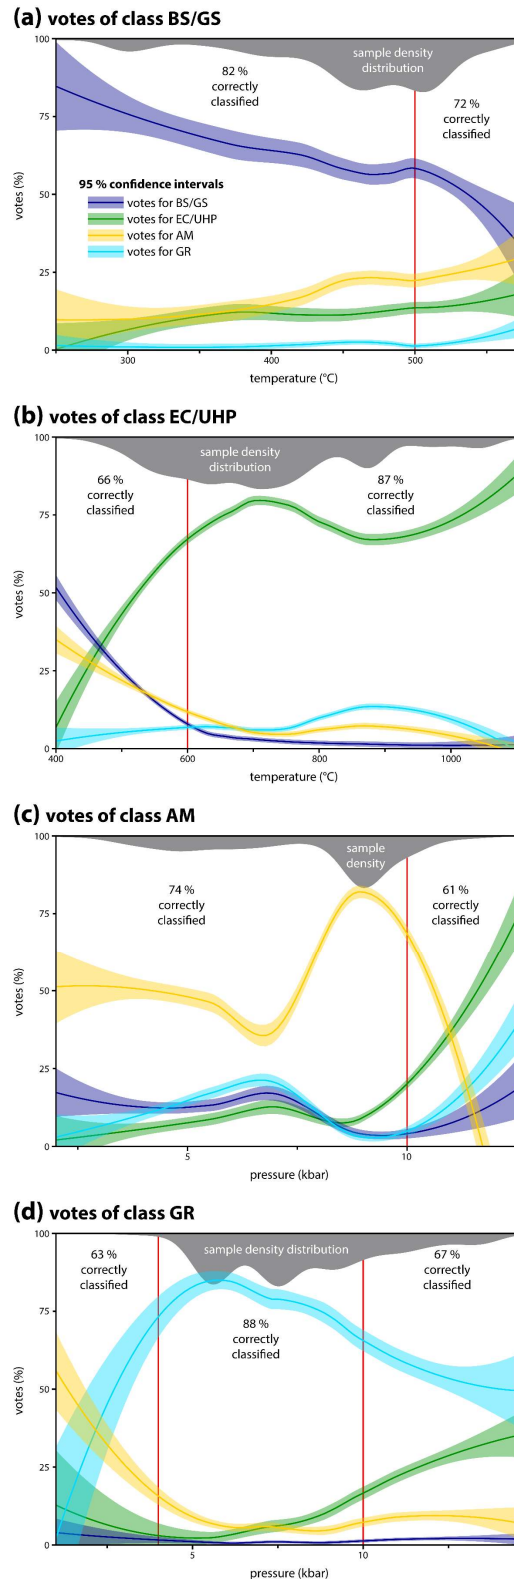 (a) votes of class BS/GS
100
75
50
25
0
votes (%)
sample density
distribution
82 %
correctly
classified
72 %
correctly
classified
95 % confidence intervals
votes for BS/GS
votes for EC/UHP
votes for AM
votes for GR
300
400
500
temperature (°C)
(b) votes of class EC/UHP
100
75
50
25
0
votes (%)
sample density
distribution
66 %
correctly
classified
87 %
correctly
classified
400
600
800
1000
temperature (°C)
(c) votes of class AM
100
75
50
25
0
votes (%)
sample
density
74 %
correctly
classified
61 %
correctly
classified
5
10
pressure (kbar)
(d) votes of class GR
100
75
50
25
0
votes (%)
sample density distribution
63 %
correctly
classified
67 %
correctly
classified
88 %
correctly
classified
5
10
pressure (kbar)